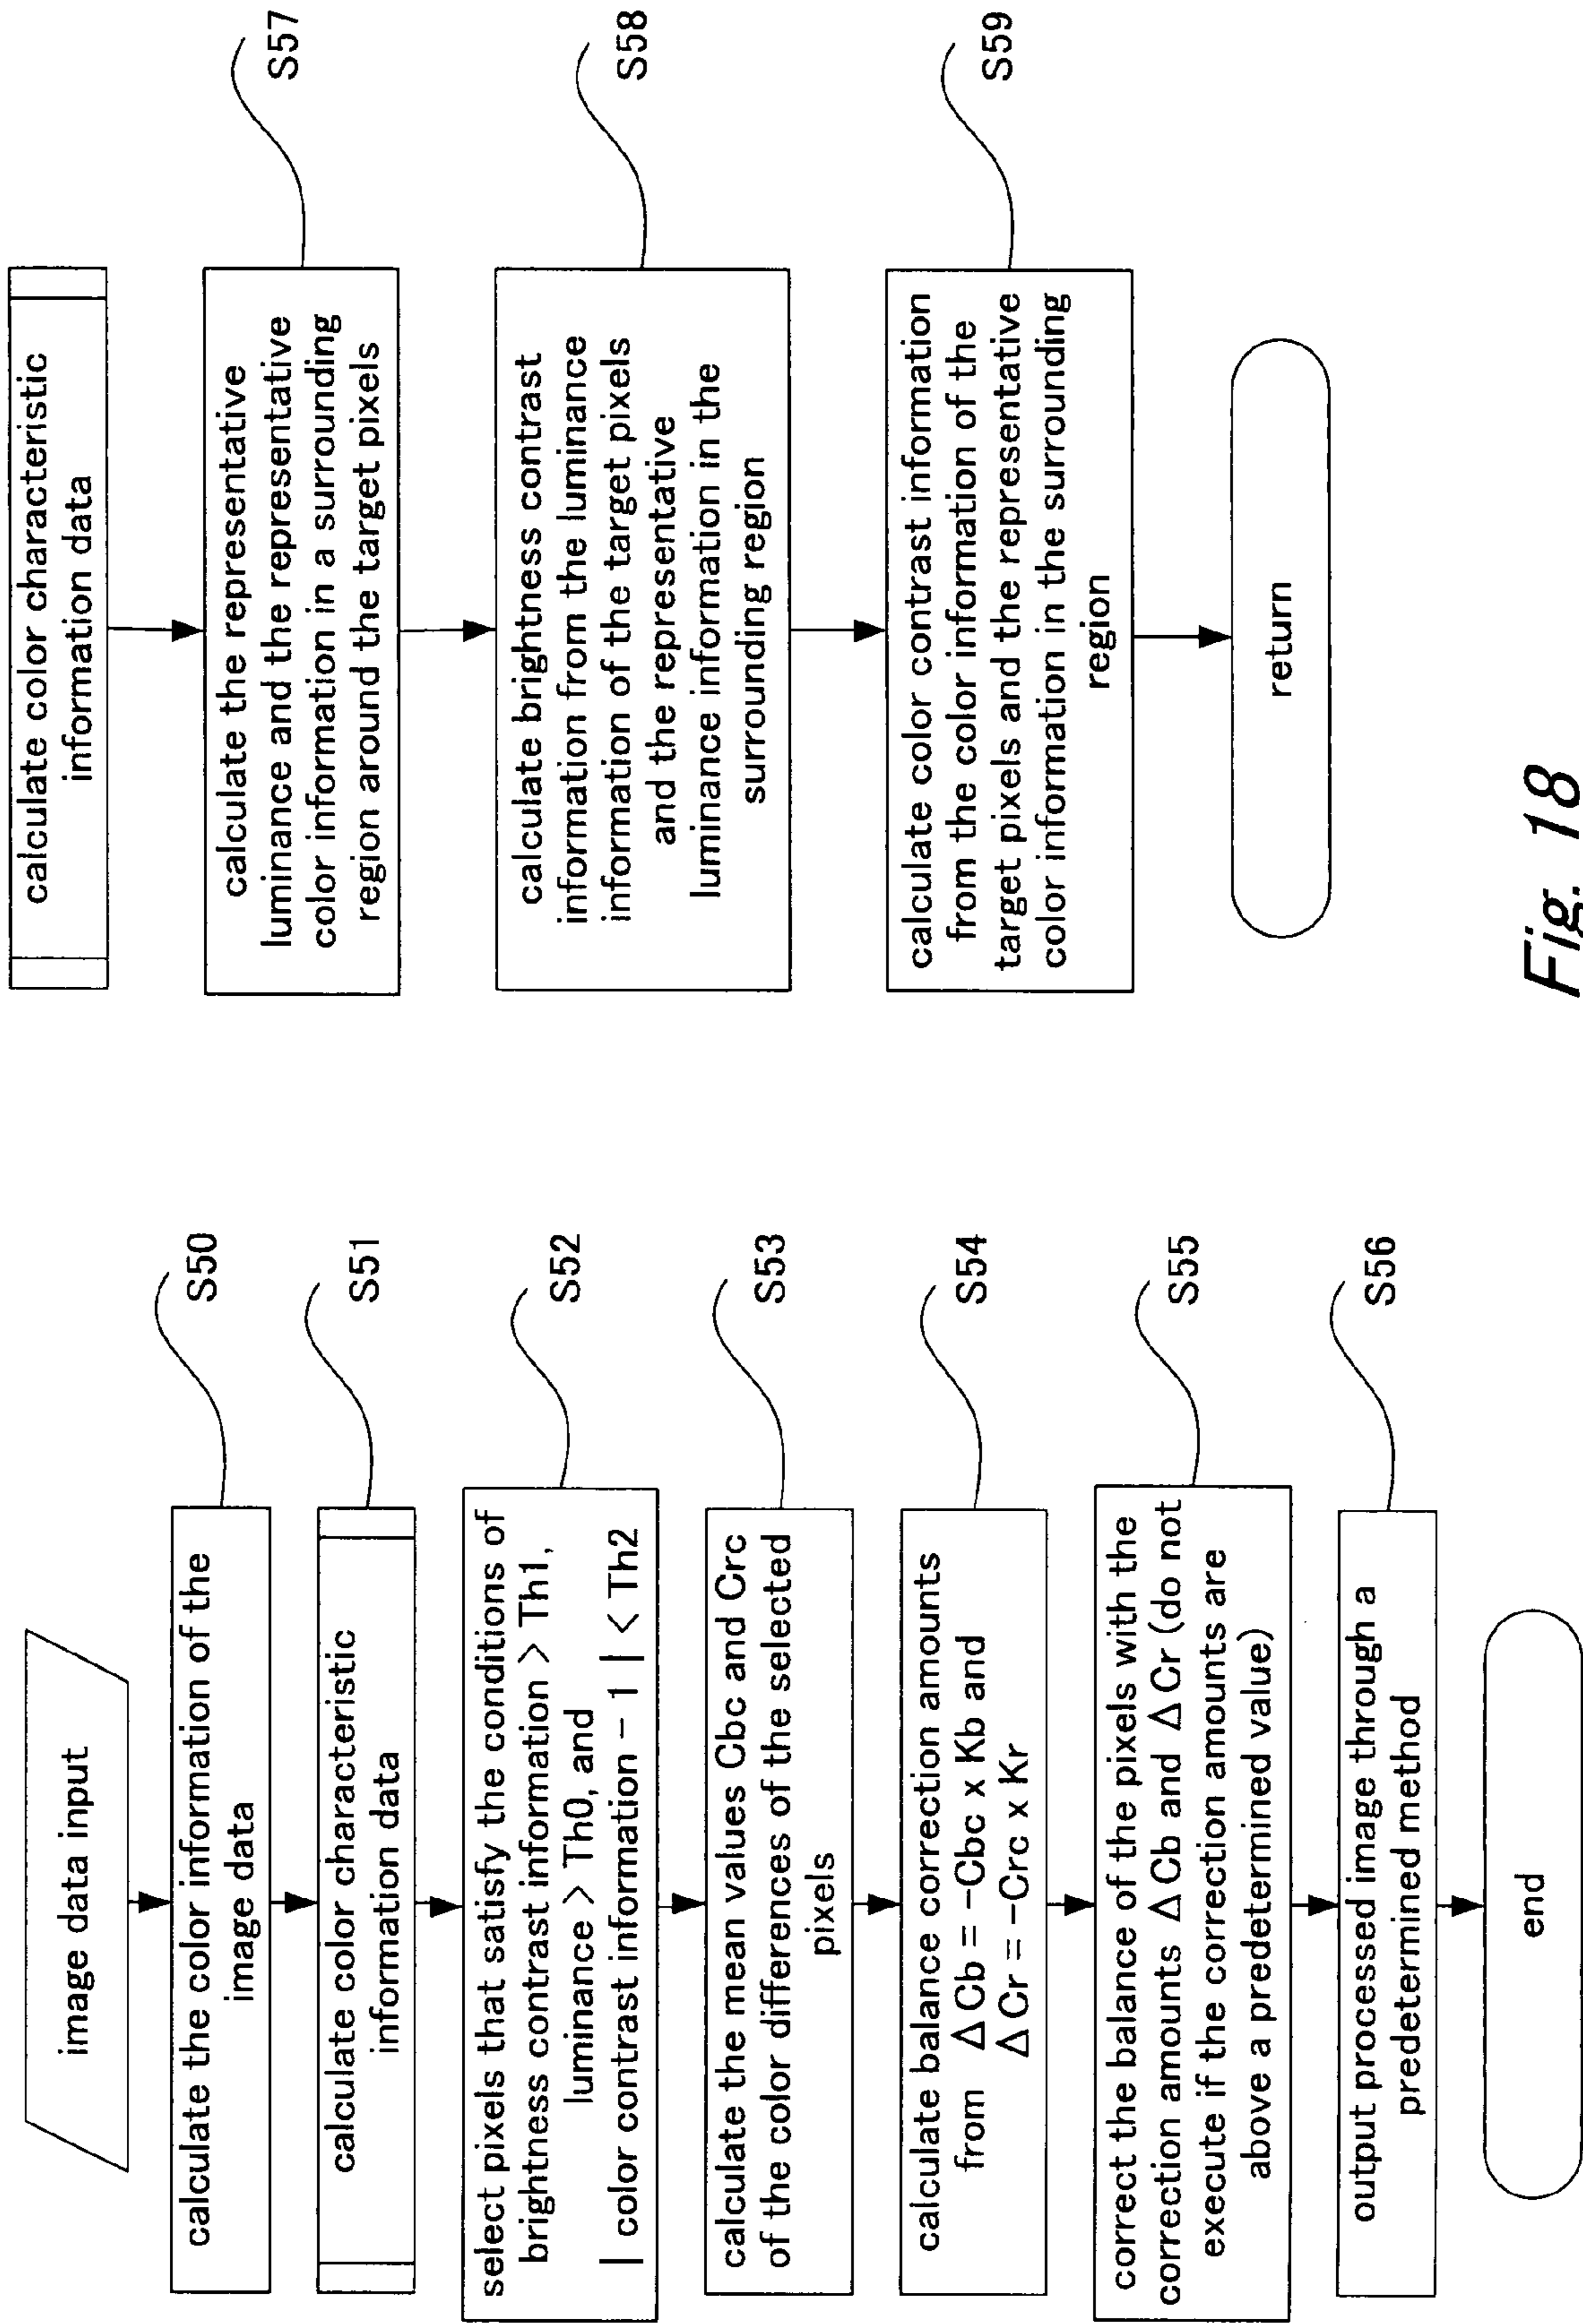 image data input
calculate the color information of the
image data
S50
calculate color characteristic
information data
S51
select pixels that satisfy the conditions of
brightness contrast information > Th1,
luminance > Th0, and
| color contrast information − 1 | < Th2
S52
calculate the mean values Cbc and Crc
of the color differences of the selected
pixels
S53
calculate balance correction amounts
from △Cb = -Cbc x Kb and
△Cr = -Crc x Kr
S54
correct the balance of the pixels with the
correction amounts △Cb and △Cr (do not
execute if the correction amounts are
above a predetermined value)
S55
output processed image through a
predetermined method
S56
end
calculate color characteristic
information data
calculate the representative
luminance and the representative
color information in a surrounding
region around the target pixels
S57
calculate brightness contrast
information from the luminance
information of the target pixels
and the representative
luminance information in the
surrounding region
S58
calculate color contrast information
from the color information of the
target pixels and the representative
color information in the surrounding
region
S59
return
Fig. 18